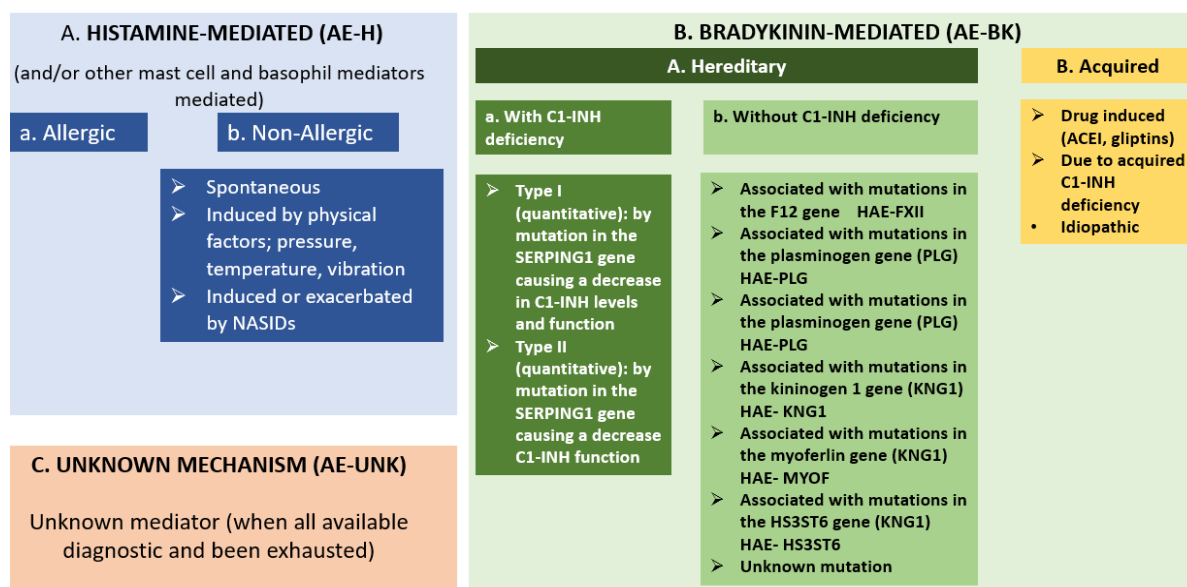 A. HISTAMINE-MEDIATED (AE-H)
(and/or other mast cell and basophil mediators
mediated)
a. Allergic
b. Non-Allergic
➢ Spontaneous
➢ Induced by physical
factors; pressure,
temperature, vibration
➢ Induced or exacerbated
by NASIDs
C. UNKNOWN MECHANISM (AE-UNK)
Unknown mediator (when all available
diagnostic and been exhausted)
B. BRADYKININ-MEDIATED (AE-BK)
A. Hereditary
a. With C1-INH
deficiency
➢ Type I
(quantitative): by
mutation in the
SERPING1 gene
causing a decrease
in C1-INH levels
and function
➢ Type II
(quantitative): by
mutation in the
SERPING1 gene
causing a decrease
C1-INH function
b. Without C1-INH deficiency
➢ Associated with mutations in
the F12 gene HAE-FXII
➢ Associated with mutations in
the plasminogen gene (PLG)
HAE-PLG
➢ Associated with mutations in
the plasminogen gene (PLG)
HAE-PLG
➢ Associated with mutations in
the kininogen 1 gene (KNG1)
HAE- KNG1
➢ Associated with mutations in
the myoferlin gene (KNG1)
HAE- MYOF
➢ Associated with mutations in
the HS3ST6 gene (KNG1)
HAE- HS3ST6
➢ Unknown mutation
B. Acquired
➢ Drug induced
(ACEI, gliptins)
➢ Due to acquired
C1-INH
deficiency
• Idiopathic